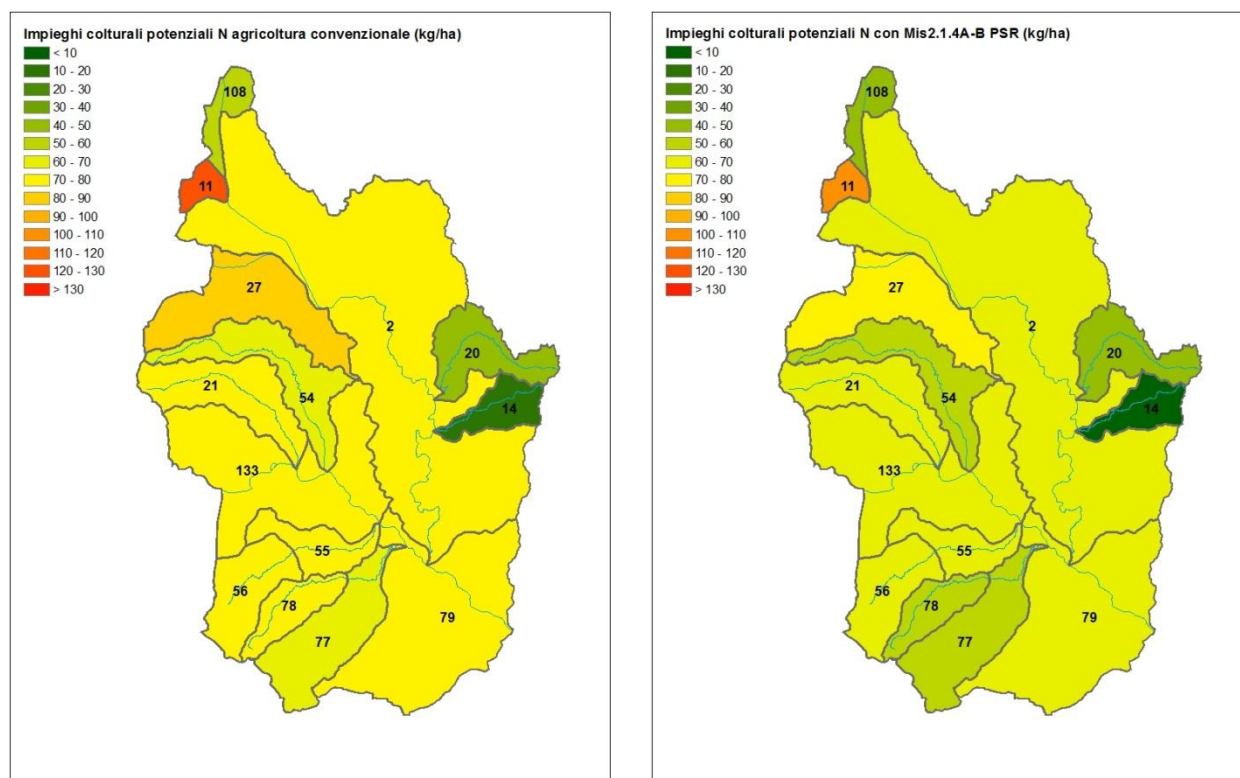 Impieghi colturali potenziali N agricoltura convenzionale (kg/ha)
< 10
10 - 20
20 - 30
30 - 40
40 - 50
50 - 60
60 - 70
70 - 80
80 - 90
90 - 100
100 - 110
110 - 120
120 - 130
> 130
108
11
27
2
20
21
54
14
133
55
56
78
79
77
Impieghi colturali potenziali N con Mis2.1.4A-B PSR (kg/ha)
< 10
10 - 20
20 - 30
30 - 40
40 - 50
50 - 60
60 - 70
70 - 80
80 - 90
90 - 100
100 - 110
110 - 120
120 - 130
> 130
108
11
27
2
20
21
54
14
133
55
56
78
79
77